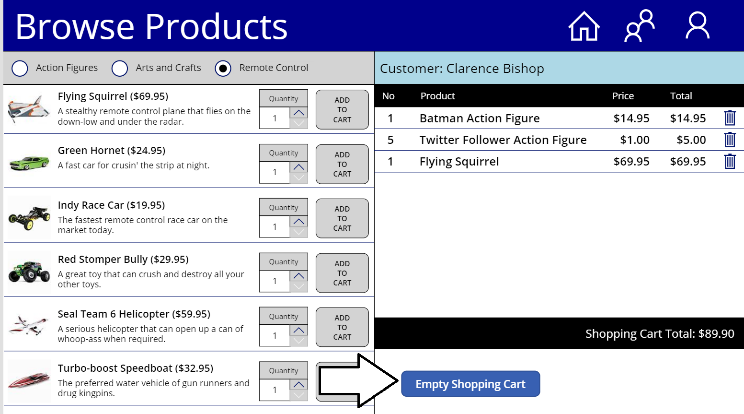 Browse Products
Action Figures Arts and Crafts Remote Control
Flying Squirrel ($69.95)
A stealthy remote control plane that flies on the
down-low and under the radar.
Quantity
1
ADD
TO
CART
Green Hornet ($24.95)
A fast car for crusin' the strip at night.
Quantity
1
ADD
TO
CART
Indy Race Car ($19.95)
The fastest remote control race car on the
market today.
Quantity
1
ADD
TO
CART
Red Stomper Bully ($29.95)
A great toy that can crush and destroy all your
other toys.
Quantity
1
ADD
TO
CART
Seal Team 6 Helicopter ($59.95)
A serious helicopter that can open up a can of
whoop-ass when required.
Quantity
1
ADD
TO
CART
Turbo-boost Speedboat ($32.95)
The preferred water vehicle of gun runners and
drug kingpins.
Quantity
1
Customer: Clarence Bishop
No Product Price Total
1 Batman Action Figure $14.95 $14.95
5 Twitter Follower Action Figure $1.00 $5.00
1 Flying Squirrel $69.95 $69.95
Shopping Cart Total: $89.90
Empty Shopping Cart